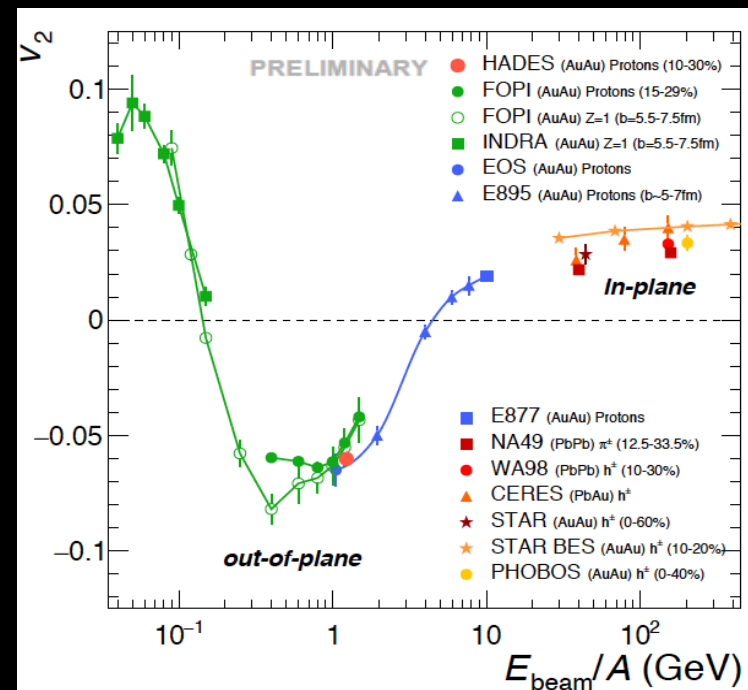 v₂
PRELIMINARY
HADES (AuAu) Protons (10-30%)
FOPI (AuAu) Protons (15-29%)
FOPI (AuAu) Z=1 (b=5.5-7.5fm)
INDRA (AuAu) Z=1 (b=5.5-7.5fm)
EOS (AuAu) Protons
E895 (AuAu) Protons (b~5-7fm)
0.1
0.05
0
−0.05
−0.1
in-plane
out-of-plane
E877 (AuAu) Protons
NA49 (PbPb) π± (12.5-33.5%)
WA98 (PbPb) h± (10-30%)
CERES (PbAu) h±
STAR (AuAu) h± (0-60%)
STAR BES (AuAu) h± (10-20%)
PHOBOS (AuAu) h± (0-40%)
10⁻¹ 1 10 10²
E_beam/A (GeV)